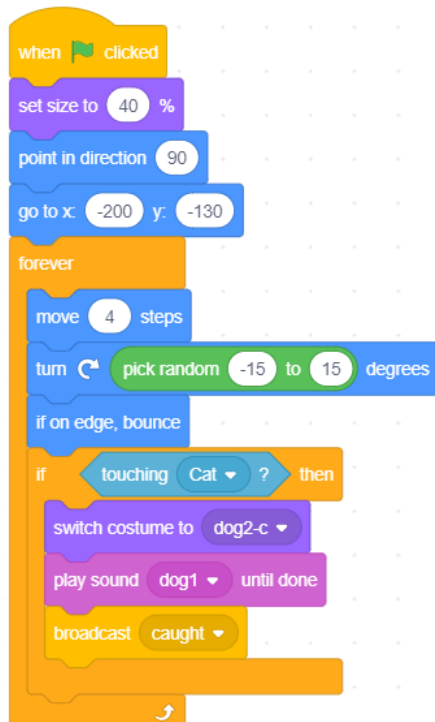 when clicked
set size to 40 %
point in direction 90
go to x: -200 y: -130
forever
move 4 steps
turn pick random -15 to 15 degrees
if on edge, bounce
if touching Cat ? then
switch costume to dog2-c
play sound dog1 until done
broadcast caught